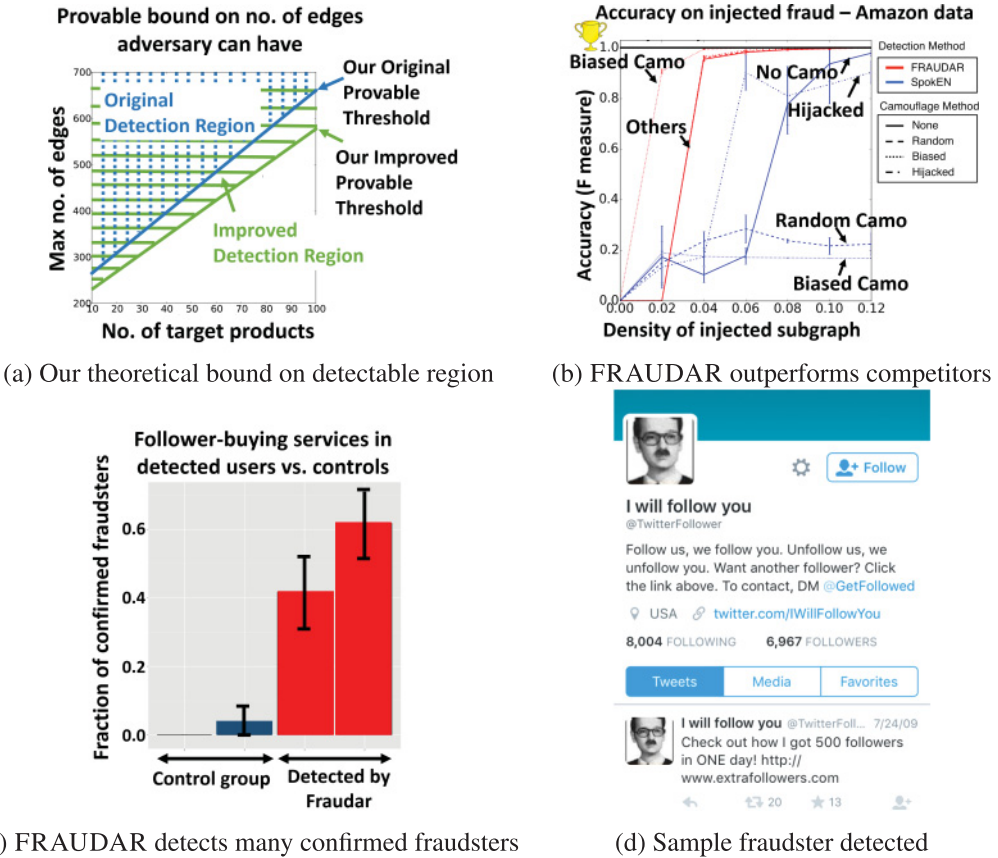 Provable bound on no. of edges
adversary can have
Max no. of edges
700
600
500
400
300
200
10 20 30 40 50 60 70 80 90 100
No. of target products
Original
Detection Region
Improved
Detection Region
Our Original
Provable
Threshold
Our Improved
Provable
Threshold
(a) Our theoretical bound on detectable region
Accuracy on injected fraud – Amazon data
Accuracy (F measure)
1.0
0.8
0.6
0.4
0.2
0.0
0.00 0.02 0.04 0.06 0.08 0.10 0.12
Density of injected subgraph
Biased Camo
Others
No Camo
Hijacked
Random Camo
Biased Camo
Detection Method
FRAUDAR
SpokEN
Camouflage Method
None
Random
Biased
Hijacked
(b) FRAUDAR outperforms competitors
Follower-buying services in
detected users vs. controls
Fraction of confirmed fraudsters
0.6
0.4
0.2
0.0
Control group
Detected by
Fraudar
) FRAUDAR detects many confirmed fraudsters
Follow
I will follow you
@TwitterFollower
Follow us, we follow you. Unfollow us, we
unfollow you. Want another follower? Click
the link above. To contact, DM @GetFollowed
USA twitter.com/IWillFollowYou
8,004 FOLLOWING 6,967 FOLLOWERS
Tweets Media Favorites
I will follow you @TwitterFoll... 7/24/09
Check out how I got 500 followers
in ONE day! http://
www.extrafollowers.com
20 13
(d) Sample fraudster detected